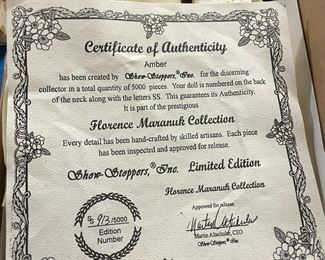 Certificate of Authenticity
Amber
has been created by Show-Stoppers,® Inc. for the discerning
collector in a total quantity of 5000 pieces. Your doll is numbered on the back
of the neck along with the letters SS. This guarantees its Authenticity.
It is part of the prestigious
Florence Maranuk Collection
Every detail has been hand-crafted by skilled artisans. Each piece
has been inspected and approved for release.
Show-Stoppers,® Inc. Limited Edition
Florence Maranuk Collection
Approved for release:
913/5000
Edition
Number
Martin Altschuler, CEO
Show-Stoppers,® Inc.